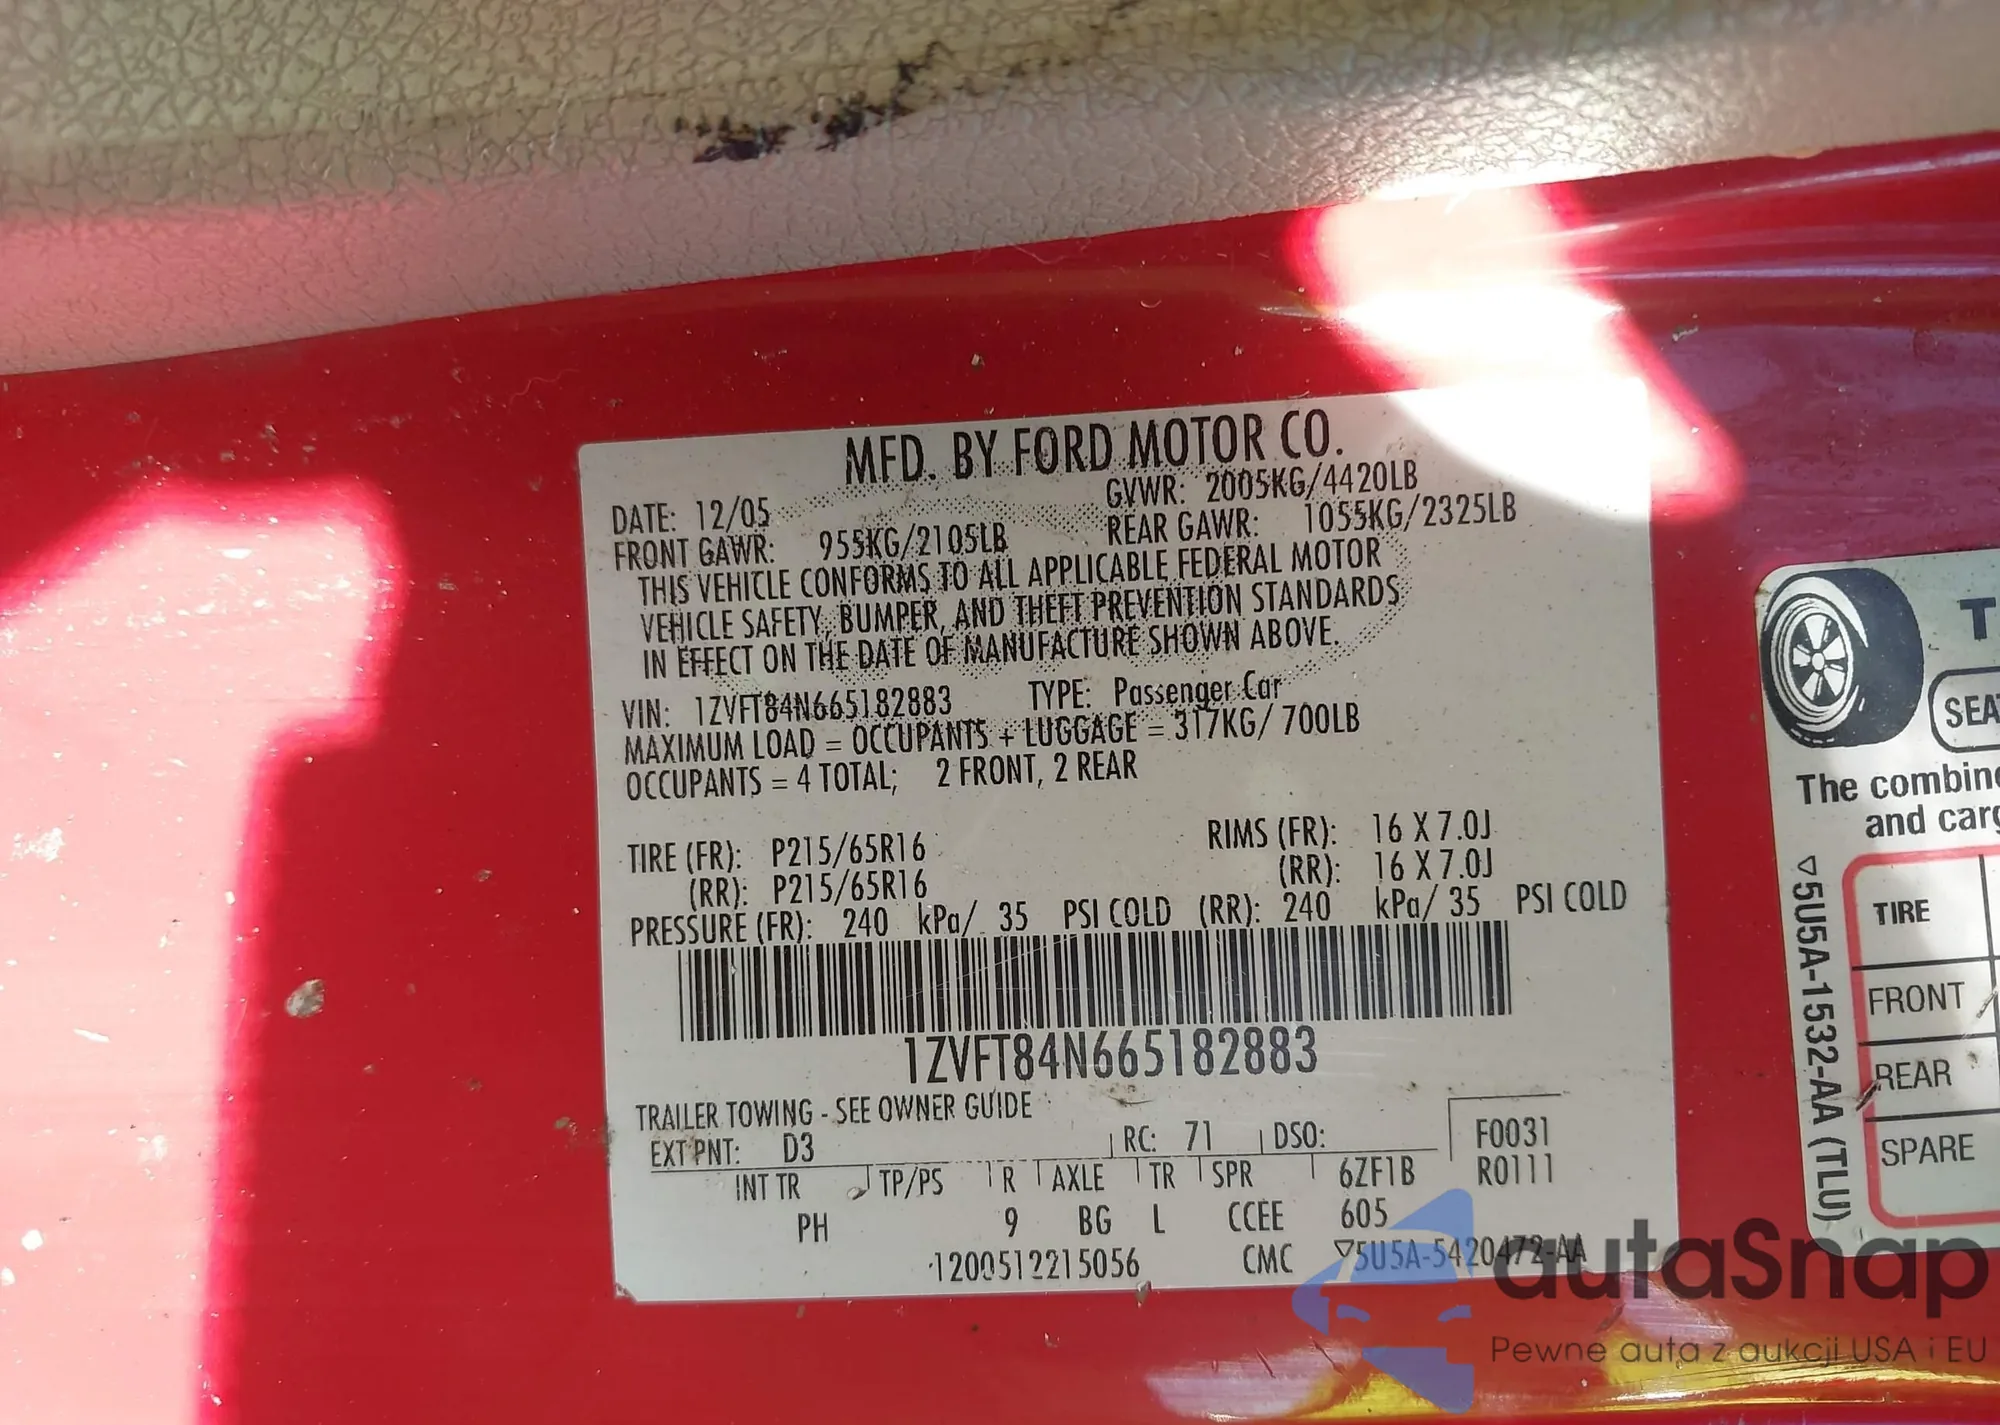 MFD. BY FORD MOTOR CO.
DATE: 12/05 GVWR: 2005KG/4420LB
FRONT GAWR: 955KG/2105LB REAR GAWR: 1055KG/2325LB
THIS VEHICLE CONFORMS TO ALL APPLICABLE FEDERAL MOTOR
VEHICLE SAFETY, BUMPER, AND THEFT PREVENTION STANDARDS
IN EFFECT ON THE DATE OF MANUFACTURE SHOWN ABOVE.
VIN: 1ZVFT84N665182883 TYPE: Passenger Car
MAXIMUM LOAD = OCCUPANTS + LUGGAGE = 317KG/ 700LB
OCCUPANTS = 4 TOTAL; 2 FRONT, 2 REAR
TIRE (FR): P215/65R16 RIMS (FR): 16 X 7.0J
(RR): P215/65R16 (RR): 16 X 7.0J
PRESSURE (FR): 240 kPa/ 35 PSI COLD (RR): 240 kPa/ 35 PSI COLD
1ZVFT84N665182883
TRAILER TOWING - SEE OWNER GUIDE
EXT PNT: D3 RC: 71 DSO: F0031
INT TR TP/PS R AXLE TR SPR 6ZF1B R0111
PH 9 BG L CCEE 605
1200512215056 CMC ▽5U5A-5420472-AA
SEA
The combin
and carg
TIRE
FRONT
REAR
SPARE
▽5U5A-1532-AA (TLU)
autaSnap
Pewne auta z aukcji USA i EU